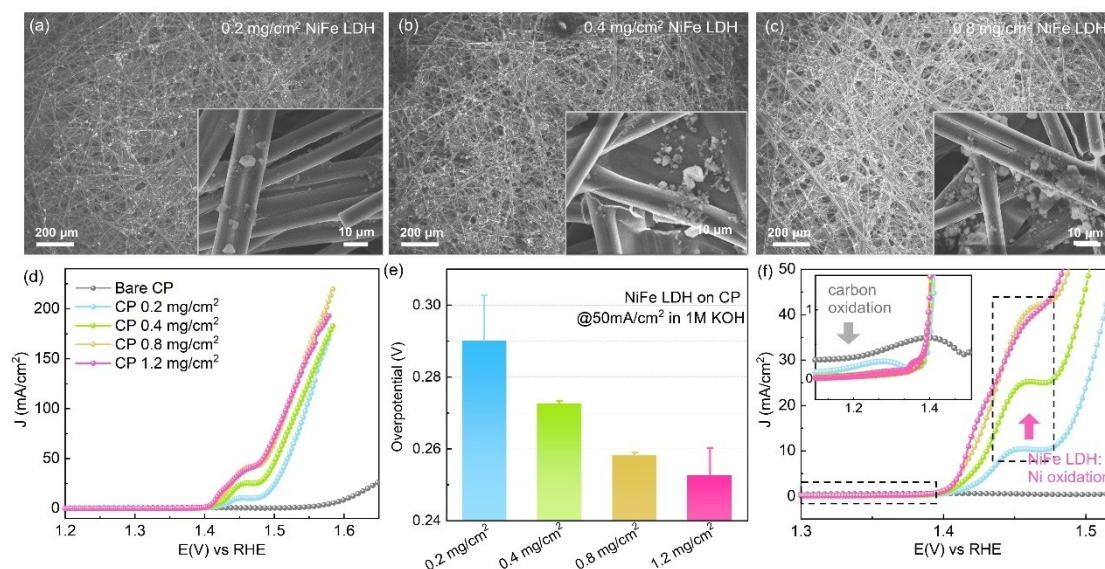 (a)
0.2 mg/cm² NiFe LDH
200 μm
10 μm
(b)
0.4 mg/cm² NiFe LDH
200 μm
10 μm
(c)
0.8 mg/cm² NiFe LDH
200 μm
10 μm
(d)
Bare CP
CP 0.2 mg/cm²
CP 0.4 mg/cm²
CP 0.8 mg/cm²
CP 1.2 mg/cm²
J (mA/cm²)
225
200
150
100
50
0
1.2
1.3
1.4
1.5
1.6
E(V) vs RHE
(e)
NiFe LDH on CP
@50mA/cm² in 1M KOH
Overpotential (V)
0.30
0.28
0.26
0.24
0.2 mg/cm²
0.4 mg/cm²
0.8 mg/cm²
1.2 mg/cm²
(f)
J (mA/cm²)
50
40
30
20
10
0
carbon
oxidation
1
0
1.2
1.4
NiFe LDH:
Ni oxidation
1.3
1.4
1.5
E(V) vs RHE